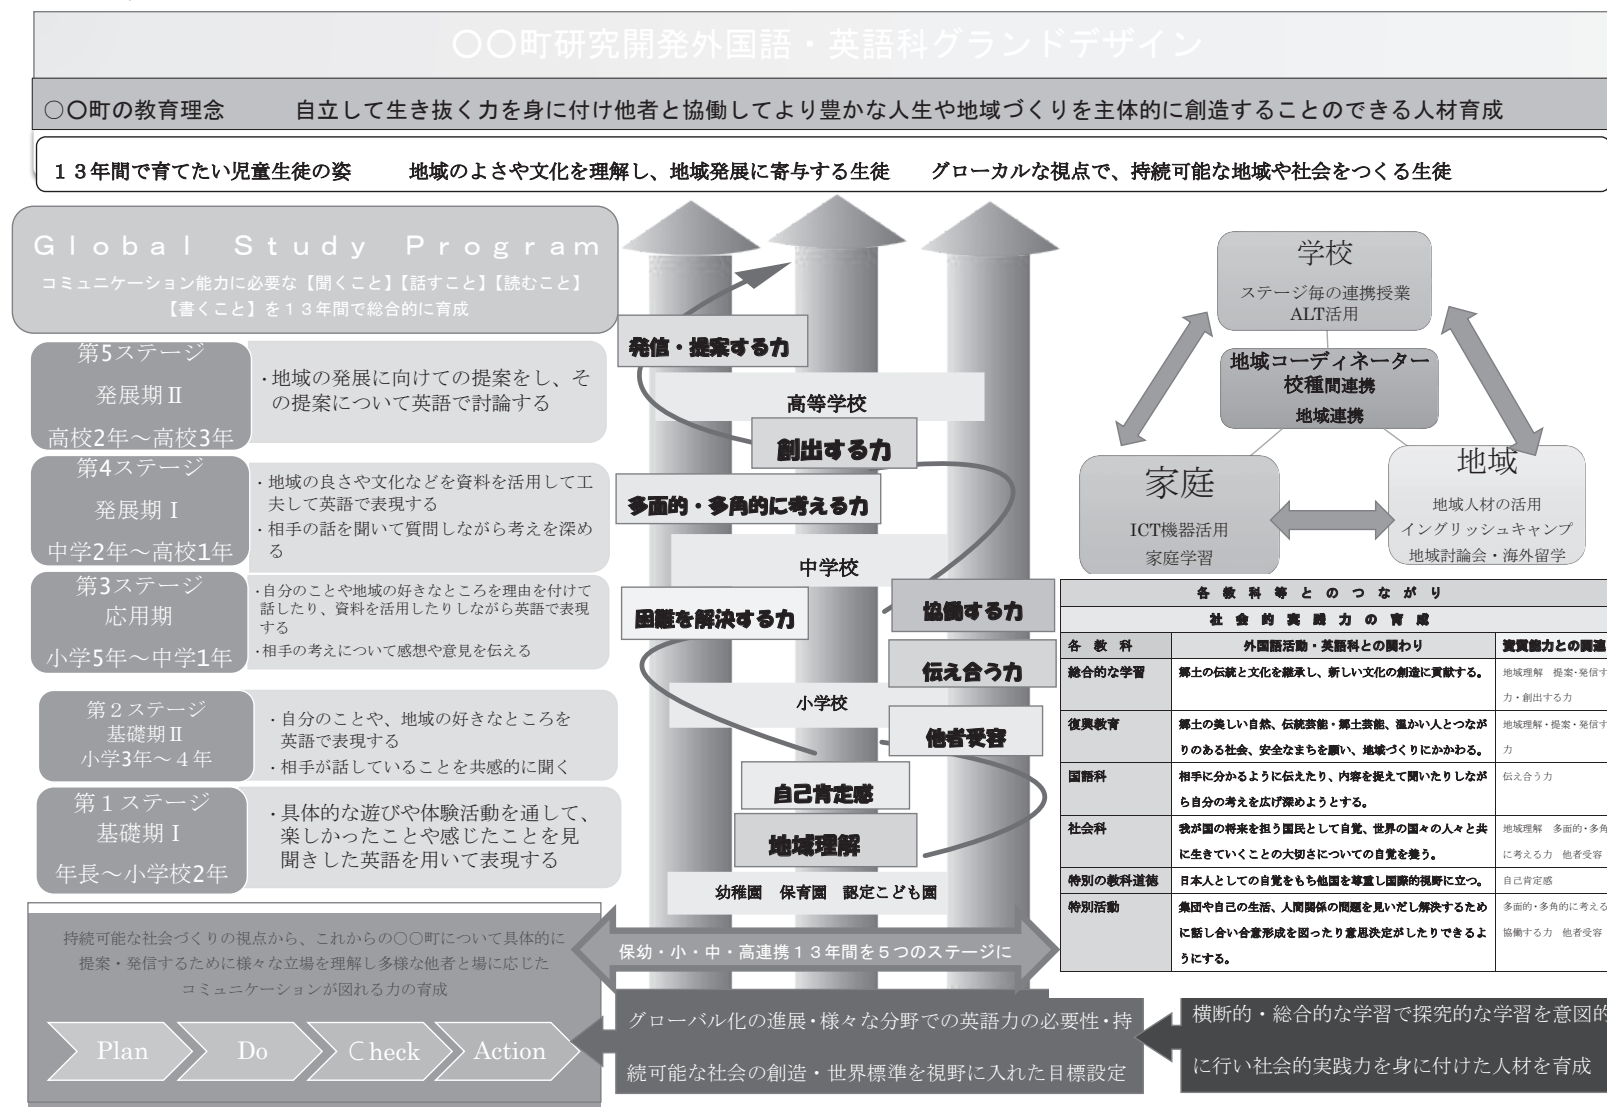 〇〇町研究開発外国語・英語科グランドデザイン
〇〇町の教育理念　自立して生き抜く力を身に付け他者と協働してより豊かな人生や地域づくりを主体的に創造することのできる人材育成
１３年間で育てたい児童生徒の姿　地域のよさや文化を理解し、地域発展に寄与する生徒　グローカルな視点で、持続可能な地域や社会をつくる生徒
Global Study Program
コミュニケーション能力に必要な【聞くこと】【話すこと】【読むこと】
【書くこと】を１３年間で総合的に育成
第5ステージ
発展期Ⅱ
高校2年～高校3年
・地域の発展に向けての提案をし、そ
の提案について英語で討論する
第4ステージ
発展期Ⅰ
中学2年～高校1年
・地域の良さや文化などを資料を活用して工
夫して英語で表現する
・相手の話を聞いて質問しながら考えを深め
る
第3ステージ
応用期
小学5年～中学1年
・自分のことや地域の好きなところを理由を付けて
話したり、資料を活用したりしながら英語で表現
する
・相手の考えについて感想や意見を伝える
第２ステージ
基礎期Ⅱ
小学3年～４年
・自分のことや、地域の好きなところを
英語で表現する
・相手が話していることを共感的に聞く
第１ステージ
基礎期Ⅰ
年長～小学校2年
・具体的な遊びや体験活動を通して、
楽しかったことや感じたことを見
聞きした英語を用いて表現する
発信・提案する力
高等学校
創出する力
多面的・多角的に考える力
中学校
困難を解決する力
協働する力
伝え合う力
小学校
他者受容
自己肯定感
地域理解
幼稚園　保育園　認定こども園
保幼・小・中・高連携１３年間を５つのステージに
学校
ステージ毎の連携授業
ALT活用
地域コーディネーター
校種間連携
地域連携
家庭
ICT機器活用
家庭学習
地域
地域人材の活用
イングリッシュキャンプ
地域討論会・海外留学
各教科等とのつながり
社会的実践力の育成
各教科　外国語活動・英語科との関わり　資質能力との関連
総合的な学習　郷土の伝統と文化を継承し、新しい文化の創造に貢献する。　地域理解　提案・発信す
力・創出する力
復興教育　郷土の美しい自然、伝統芸能・郷土芸能、温かい人とつなが　地域理解・提案・発信す
りのある社会、安全なまちを願い、地域づくりにかかわる。　力
国語科　相手に分かるように伝えたり、内容を捉えて聞いたりしなが　伝え合う力
ら自分の考えを広げ深めようとする。
社会科　我が国の将来を担う国民として自覚、世界の国々の人々と共　地域理解　多面的・多角
に生きていくことの大切さについての自覚を養う。　に考える力　他者受容
特別の教科道徳　日本人としての自覚をもち他国を尊重し国際的視野に立つ。　自己肯定感
特別活動　集団や自己の生活、人間関係の問題を見いだし解決するため　多面的・多角的に考える
に話し合い合意形成を図ったり意思決定がしたりできるよ　協働する力　他者受容
うにする。
持続可能な社会づくりの視点から、これからの〇〇町について具体的に
提案・発信するために様々な立場を理解し多様な他者と場に応じた
コミュニケーションが図れる力の育成
Plan
Do
Check
Action
グローバル化の進展・様々な分野での英語力の必要性・持
続可能な社会の創造・世界標準を視野に入れた目標設定
横断的・総合的な学習で探究的な学習を意図的
に行い社会的実践力を身に付けた人材を育成